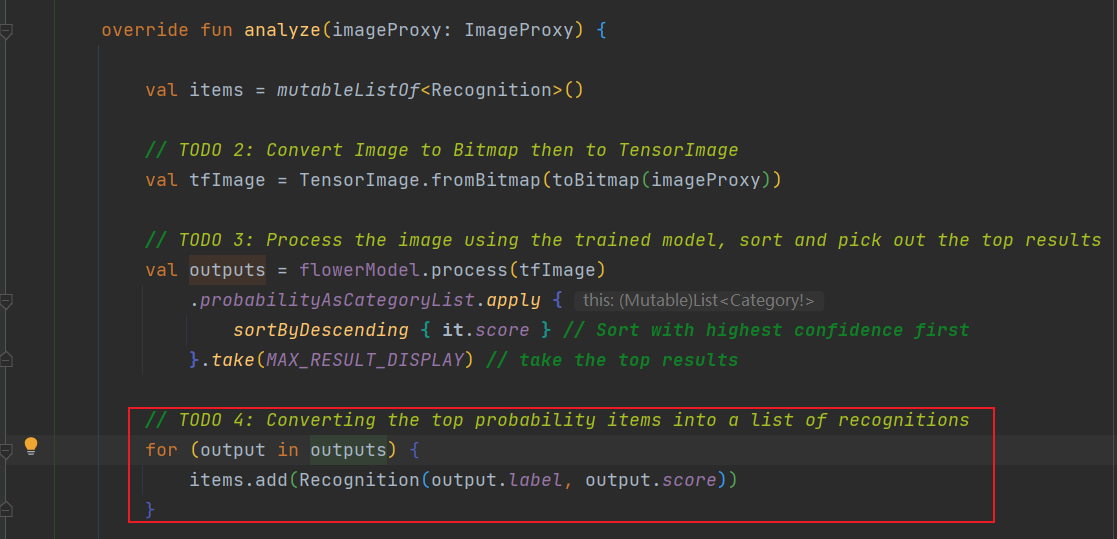 override fun analyze(imageProxy: ImageProxy) {
val items = mutableListOf<Recognition>()
// TODO 2: Convert Image to Bitmap then to TensorImage
val tfImage = TensorImage.fromBitmap(toBitmap(imageProxy))
// TODO 3: Process the image using the trained model, sort and pick out the top results
val outputs = flowerModel.process(tfImage)
.probabilityAsCategoryList.apply { this: (Mutable)List<Category!>
sortByDescending { it.score } // Sort with highest confidence first
}.take(MAX_RESULT_DISPLAY) // take the top results
// TODO 4: Converting the top probability items into a list of recognitions
for (output in outputs) {
items.add(Recognition(output.label, output.score))
}